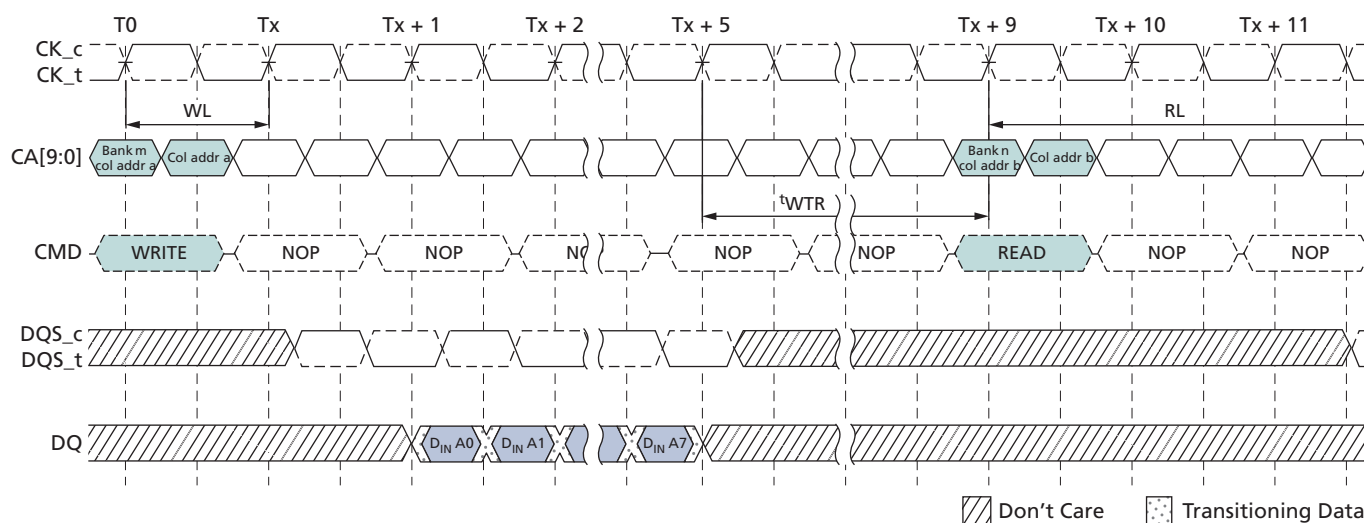 T0 Tx Tx + 1 Tx + 2 Tx + 5 Tx + 9 Tx + 10 Tx + 11
CK_c
CK_t
WL RL
CA[9:0] Bank m Col addr a Bank n Col addr b
col addr a col addr b
tWTR
CMD WRITE NOP NOP NOP NOP READ NOP NOP
DQS_c
DQS_t
DQ DIN A0 DIN A1 DIN A7
Don't Care Transitioning Data